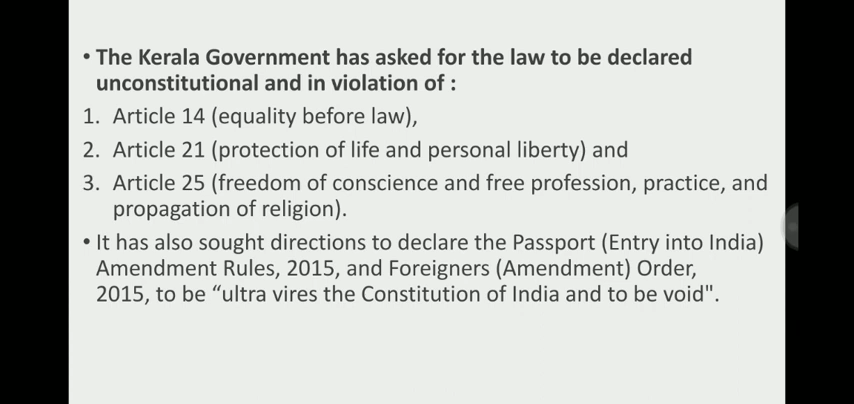 • The Kerala Government has asked for the law to be declared
unconstitutional and in violation of :
1. Article 14 (equality before law),
2. Article 21 (protection of life and personal liberty) and
3. Article 25 (freedom of conscience and free profession, practice, and
propagation of religion).
• It has also sought directions to declare the Passport (Entry into India)
Amendment Rules, 2015, and Foreigners (Amendment) Order,
2015, to be “ultra vires the Constitution of India and to be void".